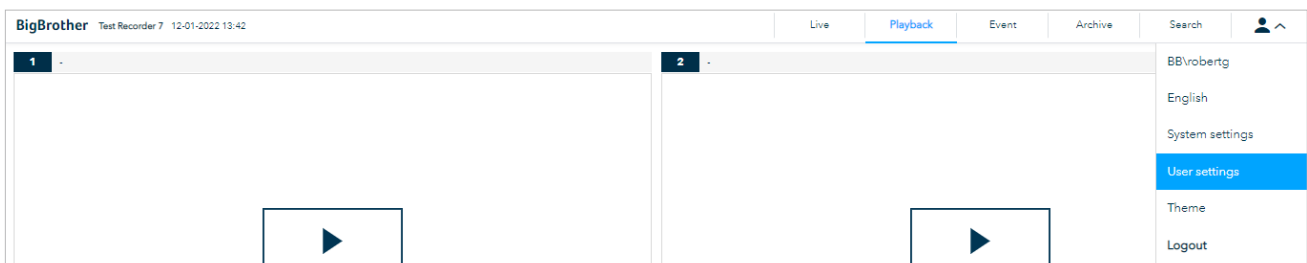 BigBrother Test Recorder 7 12-01-2022 13:42 Live Playback Event Archive Search
1 - 2 -
BB\robertg
English
System settings
User settings
Theme
Logout